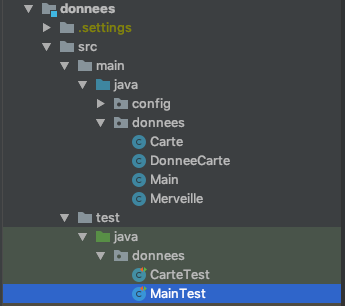 donnees
.settings
src
main
java
config
donnees
Carte
DonneeCarte
Main
Merveille
test
java
donnees
CarteTest
MainTest